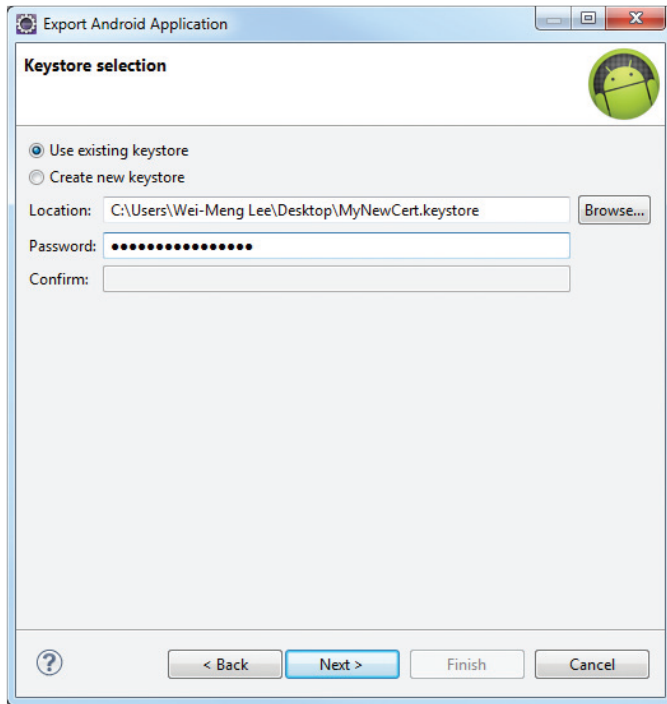 Export Android Application
Keystore selection
Use existing keystore
Create new keystore
Location: C:\Users\Wei-Meng Lee\Desktop\MyNewCert.keystore Browse...
Password: ●●●●●●●●●●●●●●●●
Confirm:
? < Back Next > Finish Cancel